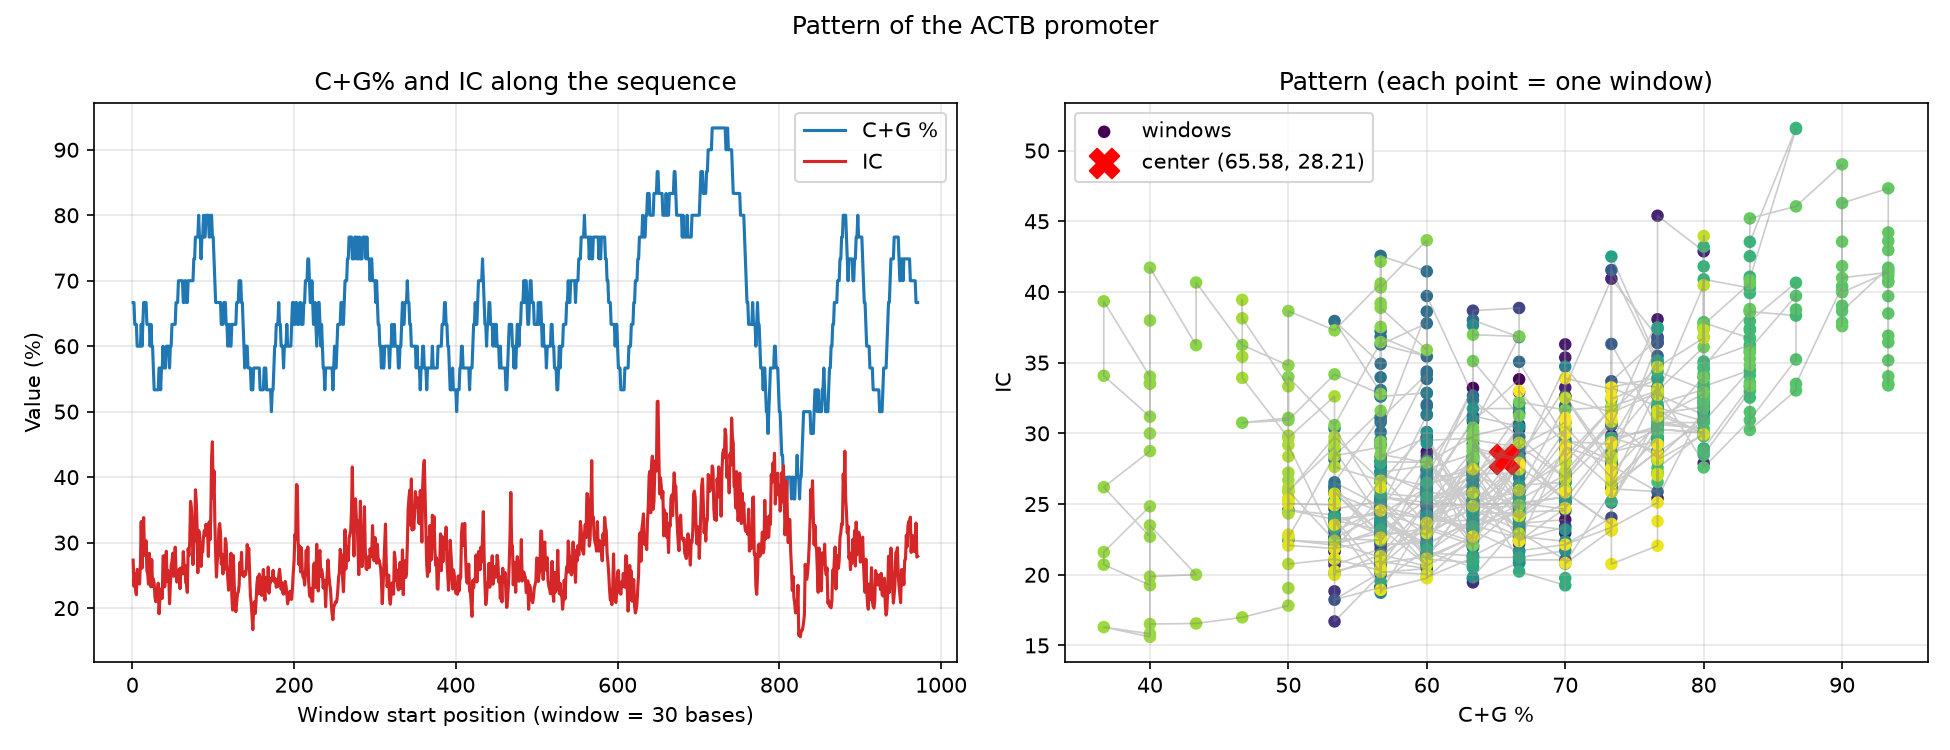 Pattern of the ACTB promoter
C+G% and IC along the sequence
Value (%)
90
80
70
60
50
40
30
20
0
200
400
600
800
1000
Window start position (window = 30 bases)
C+G %
IC
Pattern (each point = one window)
IC
50
45
40
35
30
25
20
15
40
50
60
70
80
90
C+G %
windows
center (65.58, 28.21)